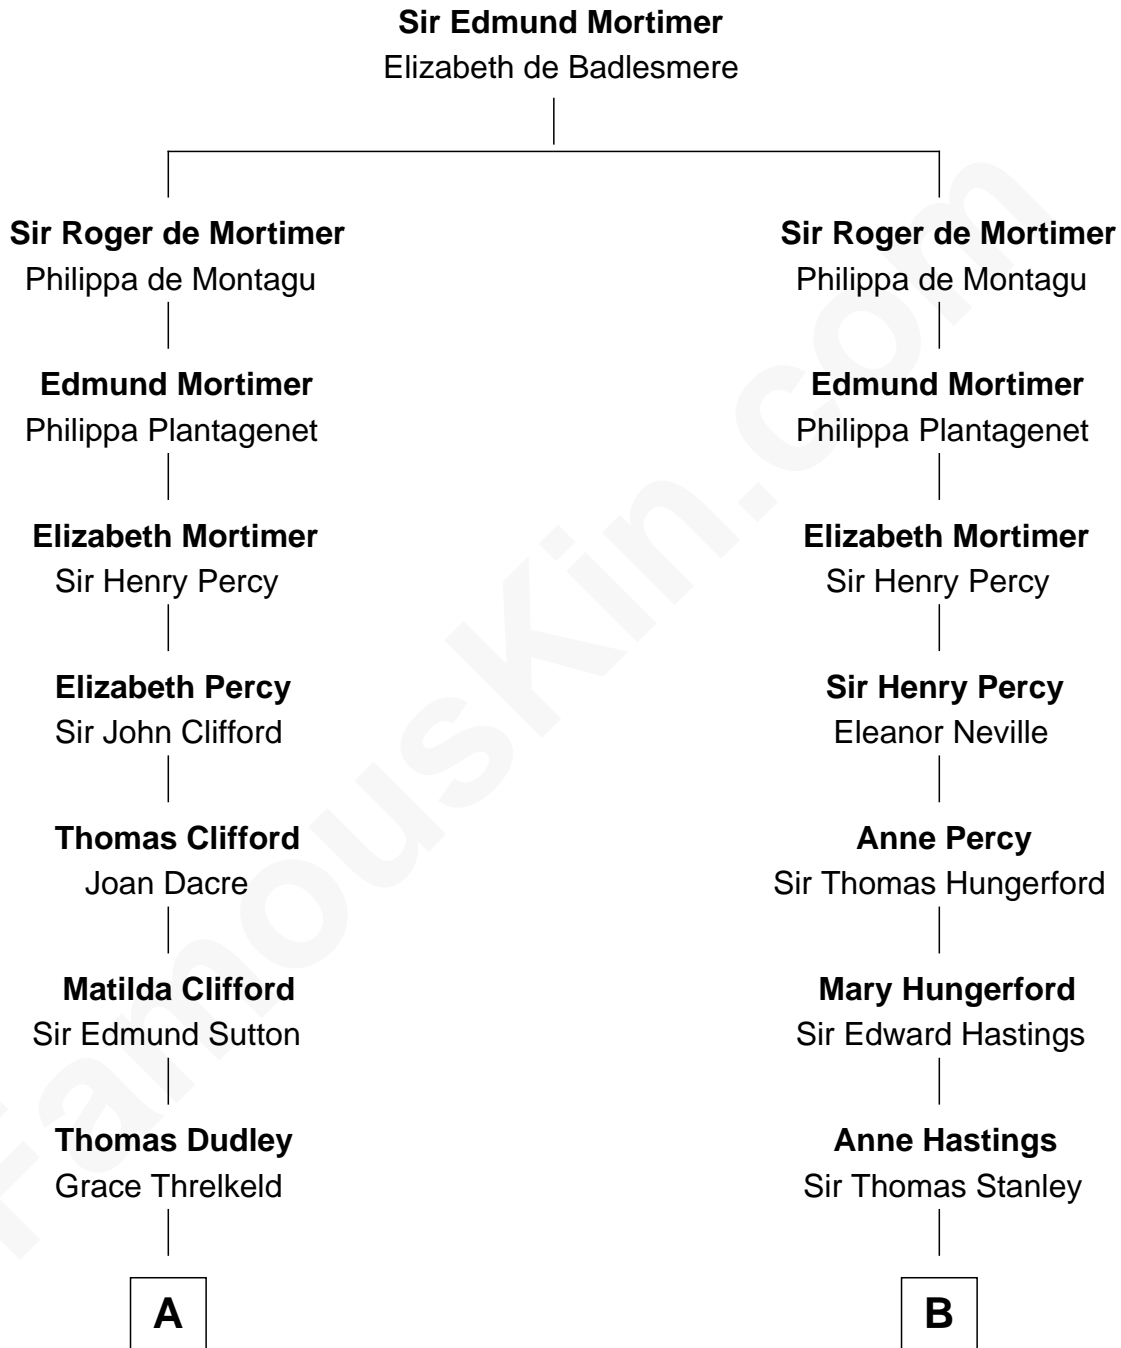 Sir Edmund Mortimer
Elizabeth de Badlesmere
Sir Roger de Mortimer
Philippa de Montagu
Sir Roger de Mortimer
Philippa de Montagu
Edmund Mortimer
Philippa Plantagenet
Edmund Mortimer
Philippa Plantagenet
Elizabeth Mortimer
Sir Henry Percy
Elizabeth Mortimer
Sir Henry Percy
Elizabeth Percy
Sir John Clifford
Sir Henry Percy
Eleanor Neville
Thomas Clifford
Joan Dacre
Anne Percy
Sir Thomas Hungerford
Matilda Clifford
Sir Edmund Sutton
Mary Hungerford
Sir Edward Hastings
Thomas Dudley
Grace Threlkeld
Anne Hastings
Sir Thomas Stanley
A
B
FamousKin.com